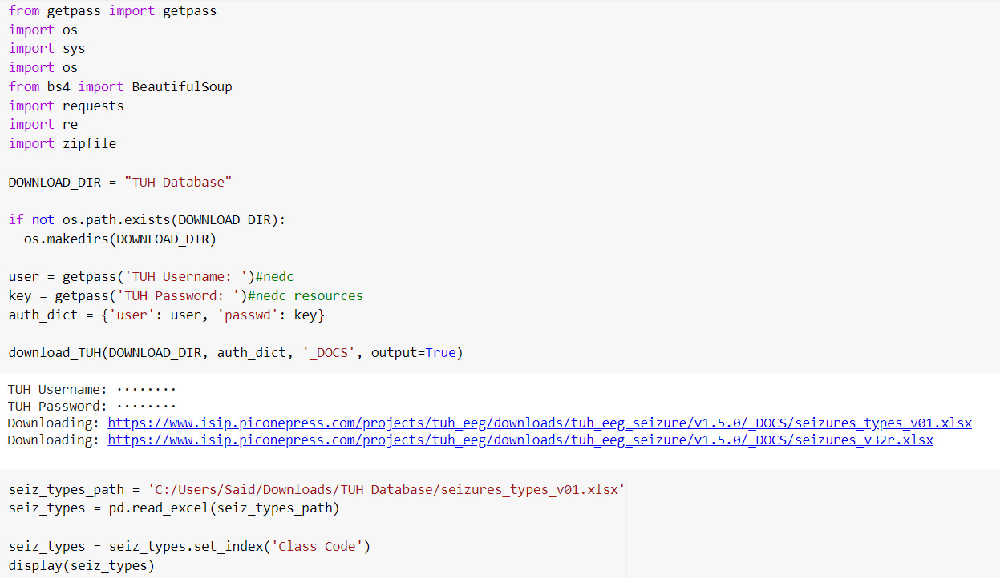 from getpass import getpass
import os
import sys
import os
from bs4 import BeautifulSoup
import requests
import re
import zipfile
DOWNLOAD_DIR = "TUH Database"
if not os.path.exists(DOWNLOAD_DIR):
  os.makedirs(DOWNLOAD_DIR)
user = getpass('TUH Username: ')#nedc
key = getpass('TUH Password: ')#nedc_resources
auth_dict = {'user': user, 'passwd': key}
download_TUH(DOWNLOAD_DIR, auth_dict, '_DOCS', output=True)
TUH Username: ········
TUH Password: ········
Downloading: https://www.isip.piconepress.com/projects/tuh_eeg/downloads/tuh_eeg_seizure/v1.5.0/_DOCS/seizures_types_v01.xlsx
Downloading: https://www.isip.piconepress.com/projects/tuh_eeg/downloads/tuh_eeg_seizure/v1.5.0/_DOCS/seizures_v32r.xlsx
seiz_types_path = 'C:/Users/Said/Downloads/TUH Database/seizures_types_v01.xlsx'
seiz_types = pd.read_excel(seiz_types_path)
seiz_types = seiz_types.set_index('Class Code')
display(seiz_types)